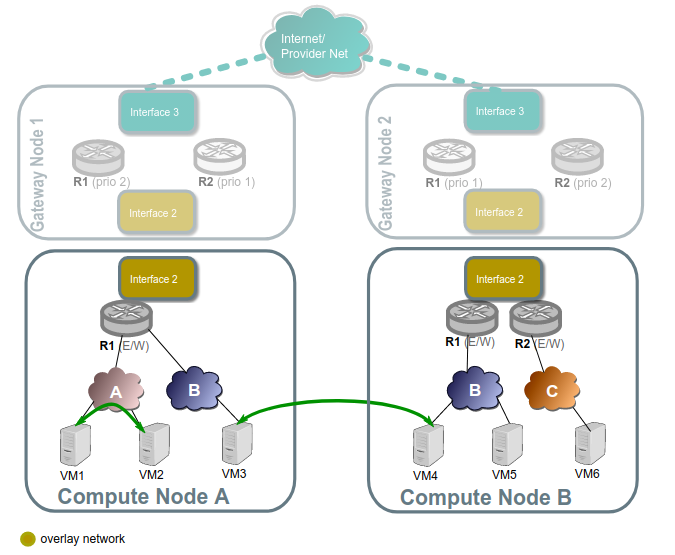 Internet/
Provider Net
Gateway Node 1
Interface 3
R1 (prio 2)
R2 (prio 1)
Interface 2
Gateway Node 2
Interface 3
R1 (prio 1)
R2 (prio 2)
Interface 2
Interface 2
R1 (E/W)
A
B
VM1
VM2
VM3
Compute Node A
Interface 2
R1 (E/W)
R2 (E/W)
B
C
VM4
VM5
VM6
Compute Node B
overlay network